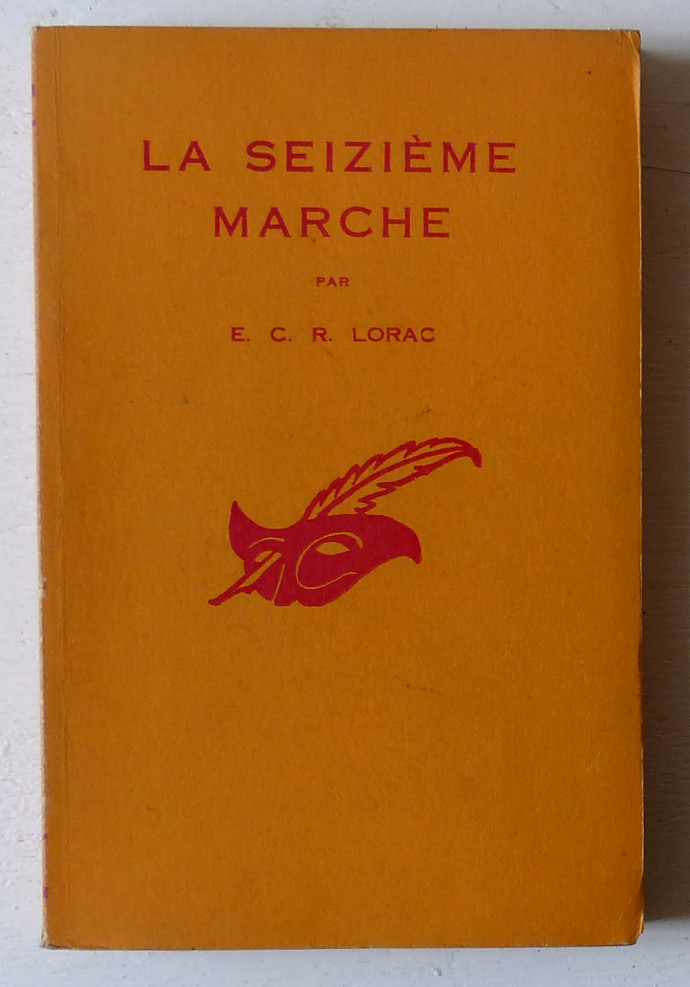 LA SEIZIÈME
MARCHE
PAR
E. C. R. LORAC